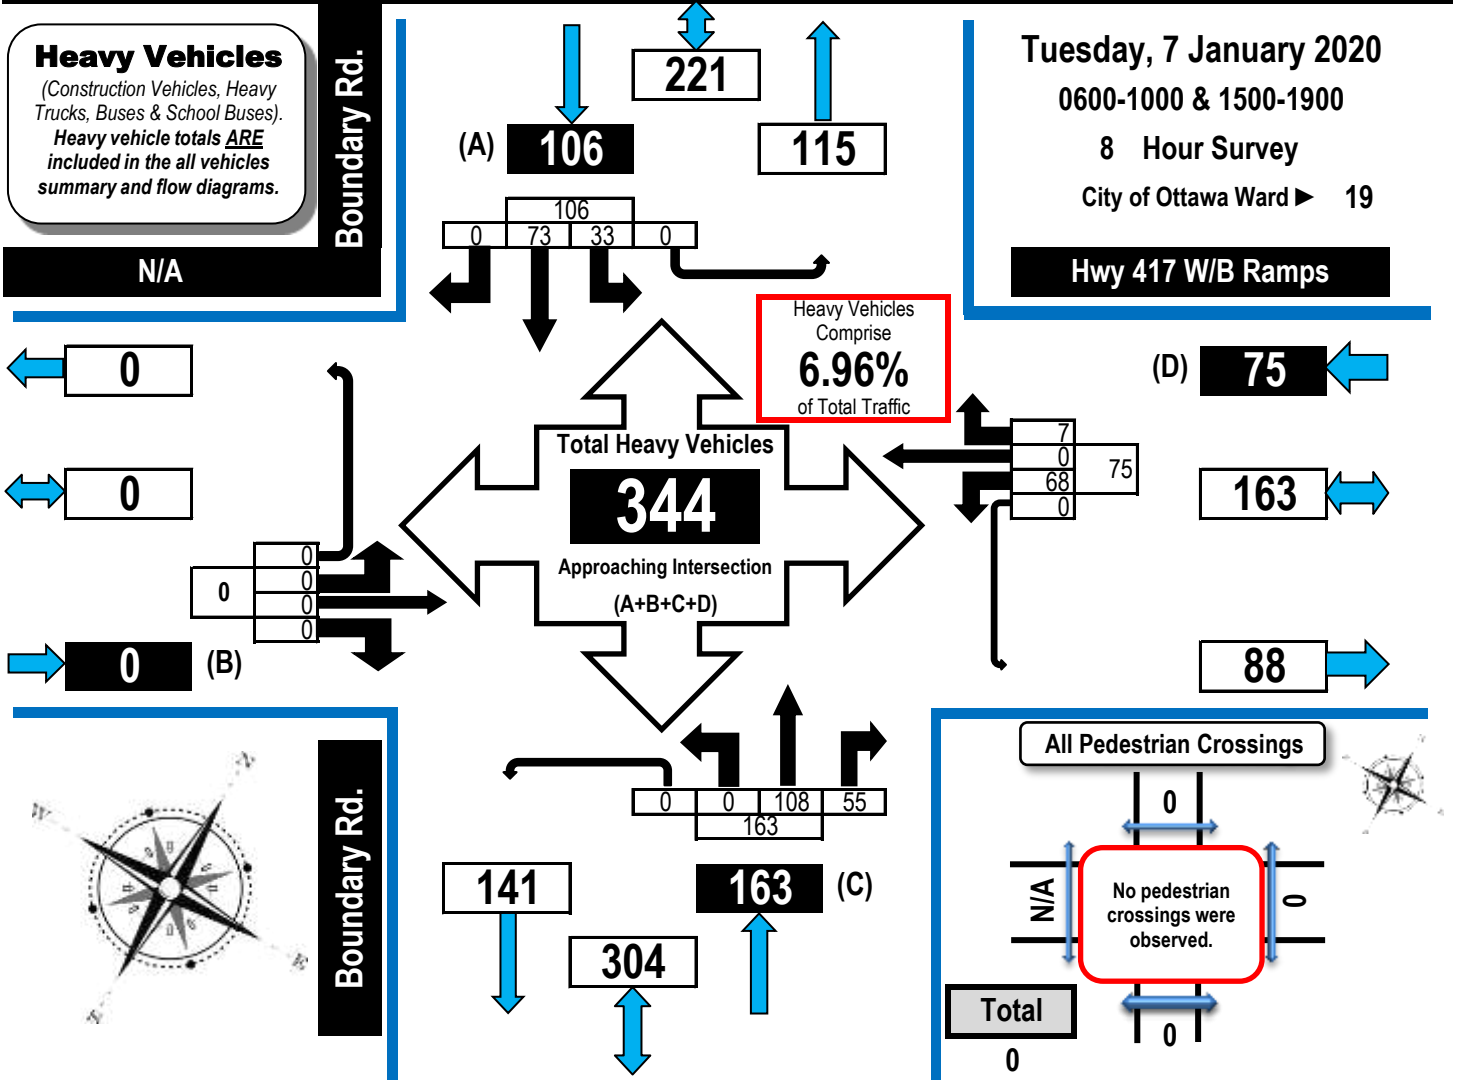 Heavy Vehicles
(Construction Vehicles, Heavy
Trucks, Buses & School Buses).
Heavy vehicle totals ARE
included in the all vehicles
summary and flow diagrams.
Boundary Rd.
N/A
(A)
106
221
115
106
0 73 33 0
Tuesday, 7 January 2020
0600-1000 & 1500-1900
8 Hour Survey
City of Ottawa Ward ► 19
Hwy 417 W/B Ramps
Heavy Vehicles
Comprise
6.96%
of Total Traffic
0
0
0
0
0
0
0
0
(B)
Total Heavy Vehicles
344
Approaching Intersection
(A+B+C+D)
(D)
75
7
0
68
0
75
163
88
Boundary Rd.
N
W
E
S
0 0 108 55
163
141
163
(C)
304
All Pedestrian Crossings
0
N/A
No pedestrian
crossings were
observed.
0
0
Total
0